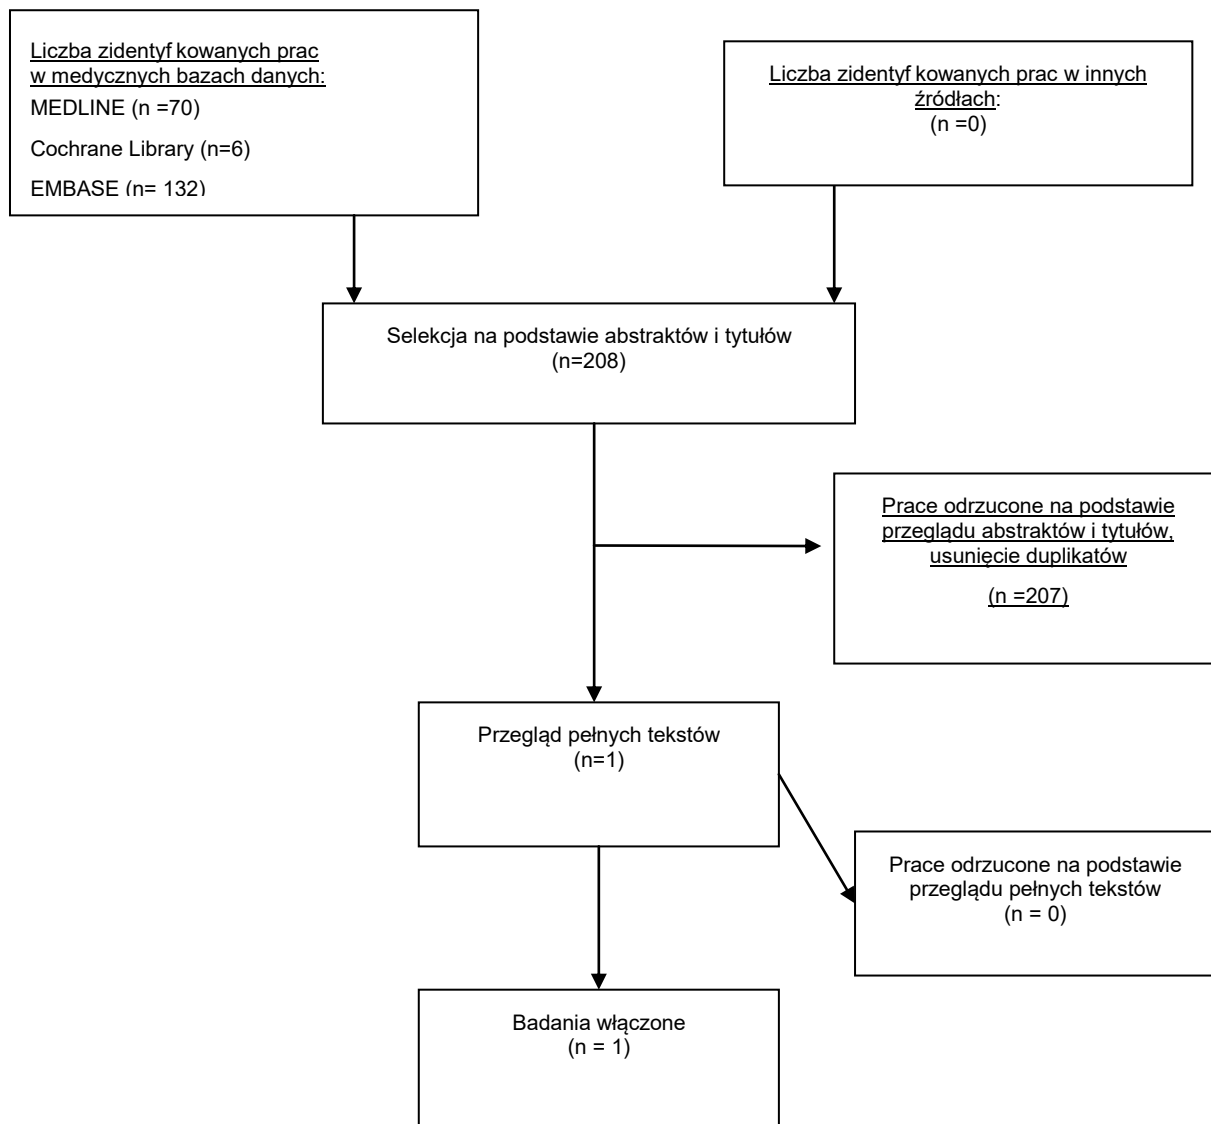 Liczba zidentyf kowanych prac
w medycznych bazach danych:
MEDLINE (n =70)
Cochrane Library (n=6)
EMBASE (n= 132)
Liczba zidentyf kowanych prac w innych
źródłach:
(n =0)
Selekcja na podstawie abstraktów i tytułów
(n=208)
Prace odrzucone na podstawie
przeglądu abstraktów i tytułów,
usunięcie duplikatów
(n =207)
Przegląd pełnych tekstów
(n=1)
Prace odrzucone na podstawie
przeglądu pełnych tekstów
(n = 0)
Badania włączone
(n = 1)